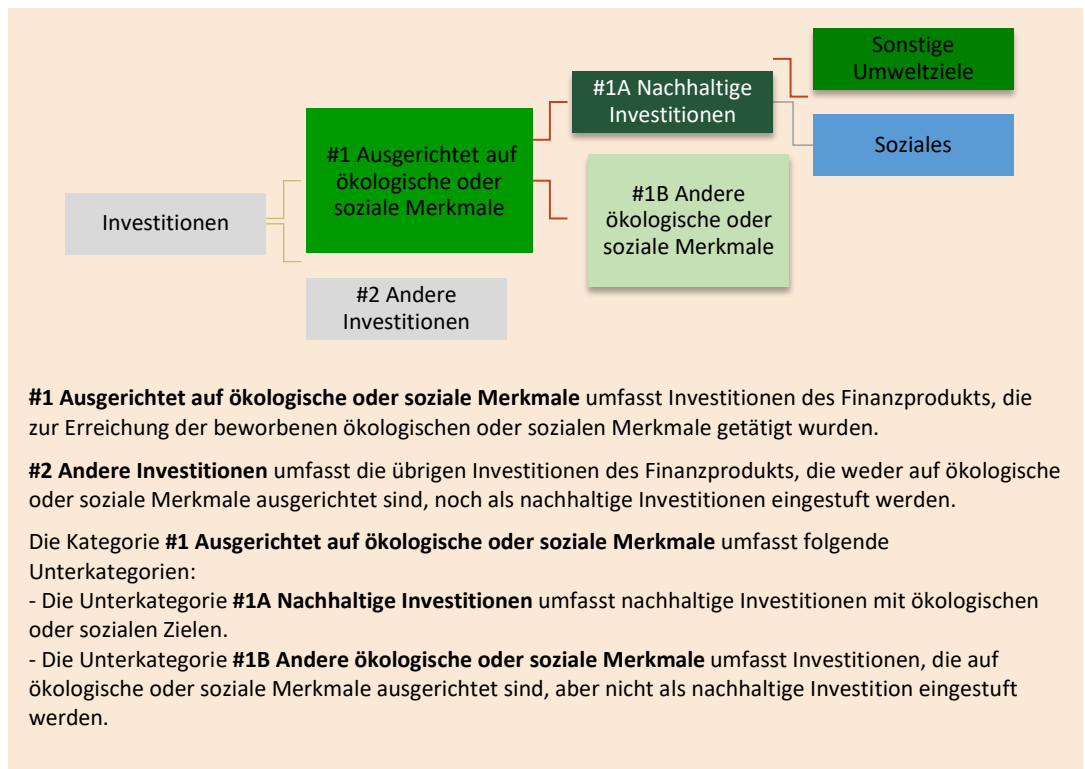 Sonstige
Umweltziele
#1A Nachhaltige
Investitionen
Soziales
#1 Ausgerichtet auf
ökologische oder
soziale Merkmale
#1B Andere
ökologische oder
soziale Merkmale
Investitionen
#2 Andere
Investitionen
#1 Ausgerichtet auf ökologische oder soziale Merkmale umfasst Investitionen des Finanzprodukts, die
zur Erreichung der beworbenen ökologischen oder sozialen Merkmale getätigt wurden.
#2 Andere Investitionen umfasst die übrigen Investitionen des Finanzprodukts, die weder auf ökologische
oder soziale Merkmale ausgerichtet sind, noch als nachhaltige Investitionen eingestuft werden.
Die Kategorie #1 Ausgerichtet auf ökologische oder soziale Merkmale umfasst folgende
Unterkategorien:
- Die Unterkategorie #1A Nachhaltige Investitionen umfasst nachhaltige Investitionen mit ökologischen
oder sozialen Zielen.
- Die Unterkategorie #1B Andere ökologische oder soziale Merkmale umfasst Investitionen, die auf
ökologische oder soziale Merkmale ausgerichtet sind, aber nicht als nachhaltige Investition eingestuft
werden.